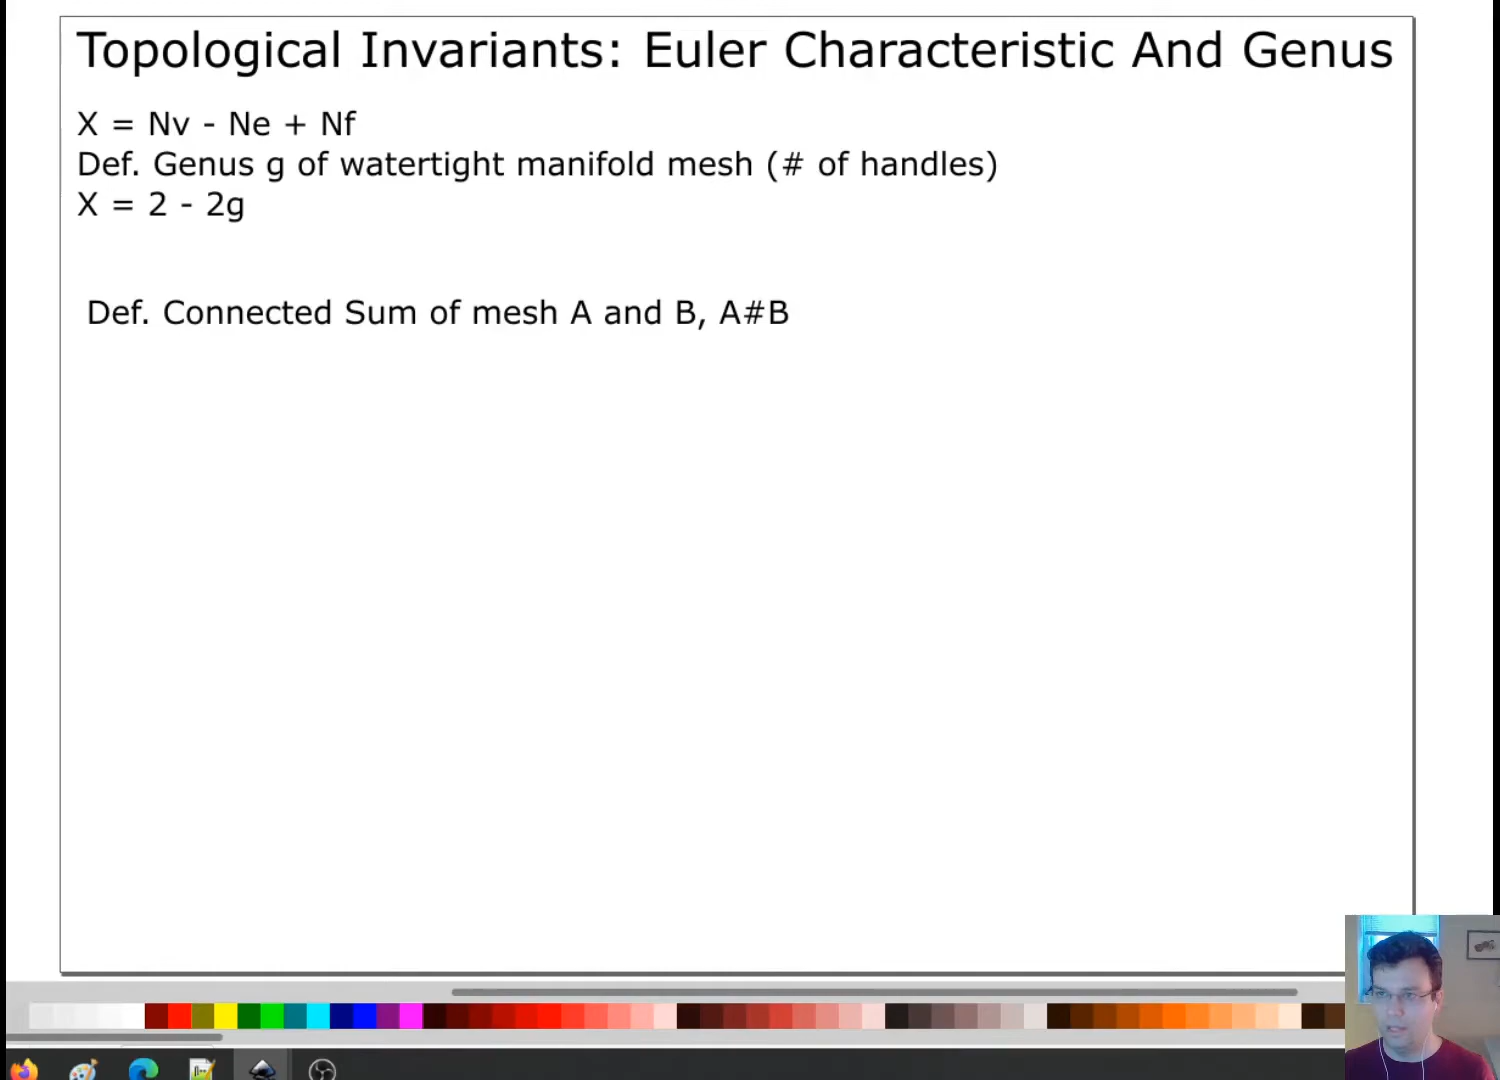 Topological Invariants: Euler Characteristic And Genus
X = Nv - Ne + Nf
Def. Genus g of watertight manifold mesh (# of handles)
X = 2 - 2g
Def. Connected Sum of mesh A and B, A#B